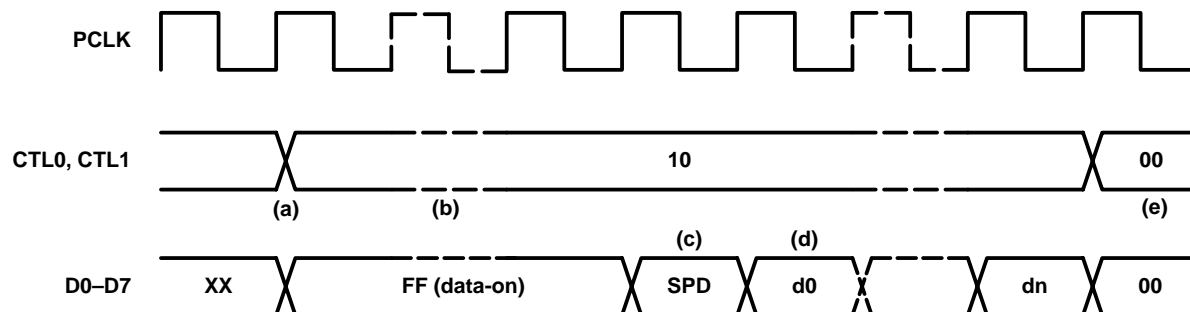 PCLK
CTL0, CTL1
10
00
(a)
(b)
(e)
(c)
(d)
D0–D7
XX
FF (data-on)
SPD
d0
dn
00